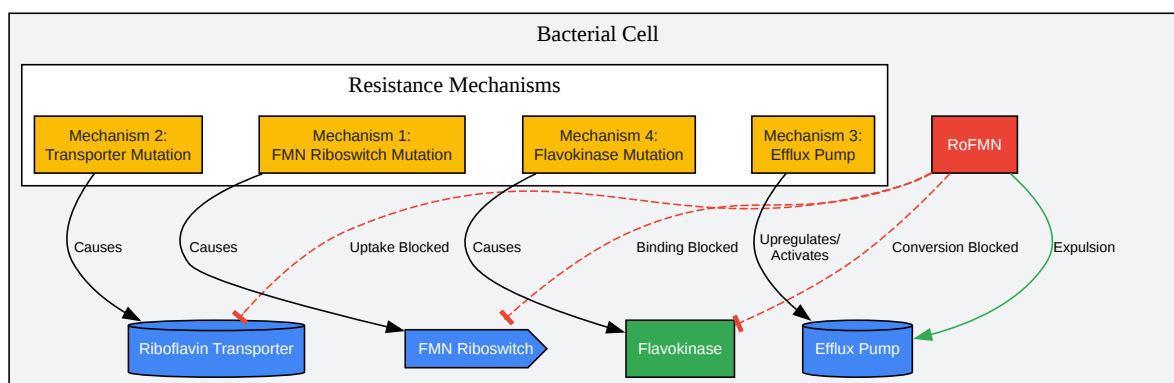 Bacterial Cell
Resistance Mechanisms
Mechanism 2:
Transporter Mutation
Mechanism 1:
FMN Riboswitch Mutation
Mechanism 4:
Flavokinase Mutation
Mechanism 3:
Efflux Pump
RoFMN
Causes
Causes
Uptake Blocked
Causes
Binding Blocked
Upregulates/
Activates
Conversion Blocked
Expulsion
Riboflavin Transporter
FMN Riboswitch
Flavokinase
Efflux Pump